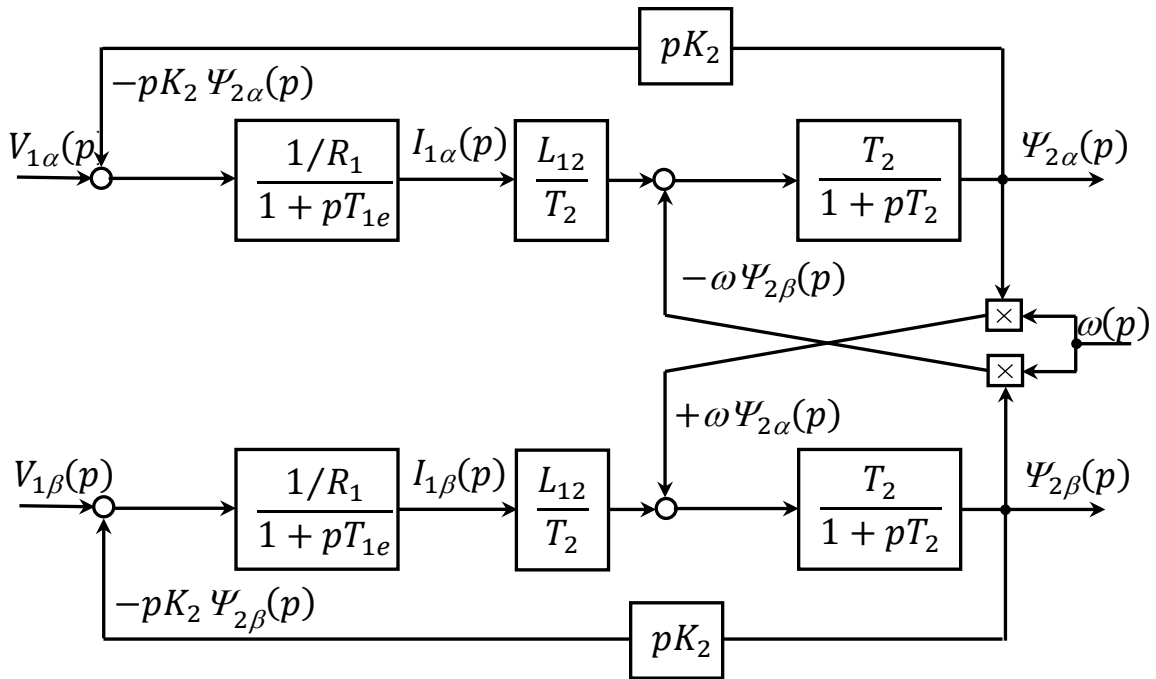 pK₂
−pK₂ Ψ₂α(p)
V₁α(p)
1/R₁
1 + pT₁ₑ
I₁α(p)
L₁₂
T₂
T₂
1 + pT₂
Ψ₂α(p)
−ωΨ₂β(p)
×
ω(p)
×
+ωΨ₂α(p)
V₁β(p)
1/R₁
1 + pT₁ₑ
I₁β(p)
L₁₂
T₂
T₂
1 + pT₂
Ψ₂β(p)
−pK₂ Ψ₂β(p)
pK₂